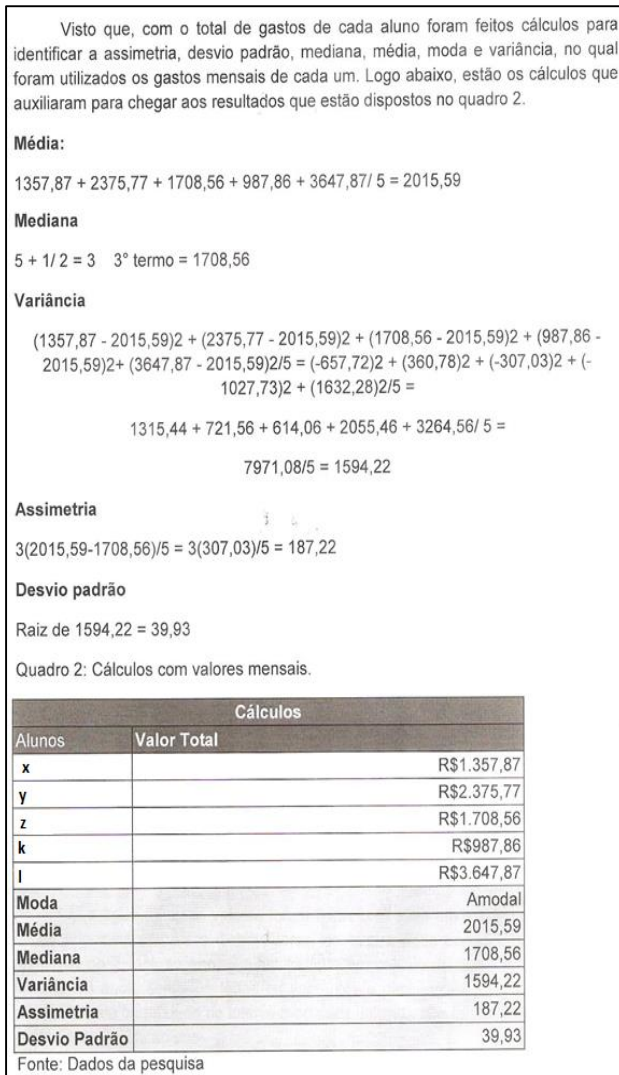 Visto que, com o total de gastos de cada aluno foram feitos cálculos para
identificar a assimetria, desvio padrão, mediana, média, moda e variância, no qual
foram utilizados os gastos mensais de cada um. Logo abaixo, estão os cálculos que
auxiliaram para chegar aos resultados que estão dispostos no quadro 2.
Média:
1357,87 + 2375,77 + 1708,56 + 987,86 + 3647,87/ 5 = 2015,59
Mediana
5 + 1/ 2 = 3 3° termo = 1708,56
Variância
(1357,87 - 2015,59)2 + (2375,77 - 2015,59)2 + (1708,56 - 2015,59)2 + (987,86 -
2015,59)2+ (3647,87 - 2015,59)2/5 = (-657,72)2 + (360,78)2 + (-307,03)2 + (-
1027,73)2 + (1632,28)2/5 =
1315,44 + 721,56 + 614,06 + 2055,46 + 3264,56/ 5 =
7971,08/5 = 1594,22
Assimetria
3(2015,59-1708,56)/5 = 3(307,03)/5 = 187,22
Desvio padrão
Raiz de 1594,22 = 39,93
Quadro 2: Cálculos com valores mensais.
Cálculos
Alunos Valor Total
x R$1.357,87
y R$2.375,77
z R$1.708,56
k R$987,86
l R$3.647,87
Moda Amodal
Média 2015,59
Mediana 1708,56
Variância 1594,22
Assimetria 187,22
Desvio Padrão 39,93
Fonte: Dados da pesquisa